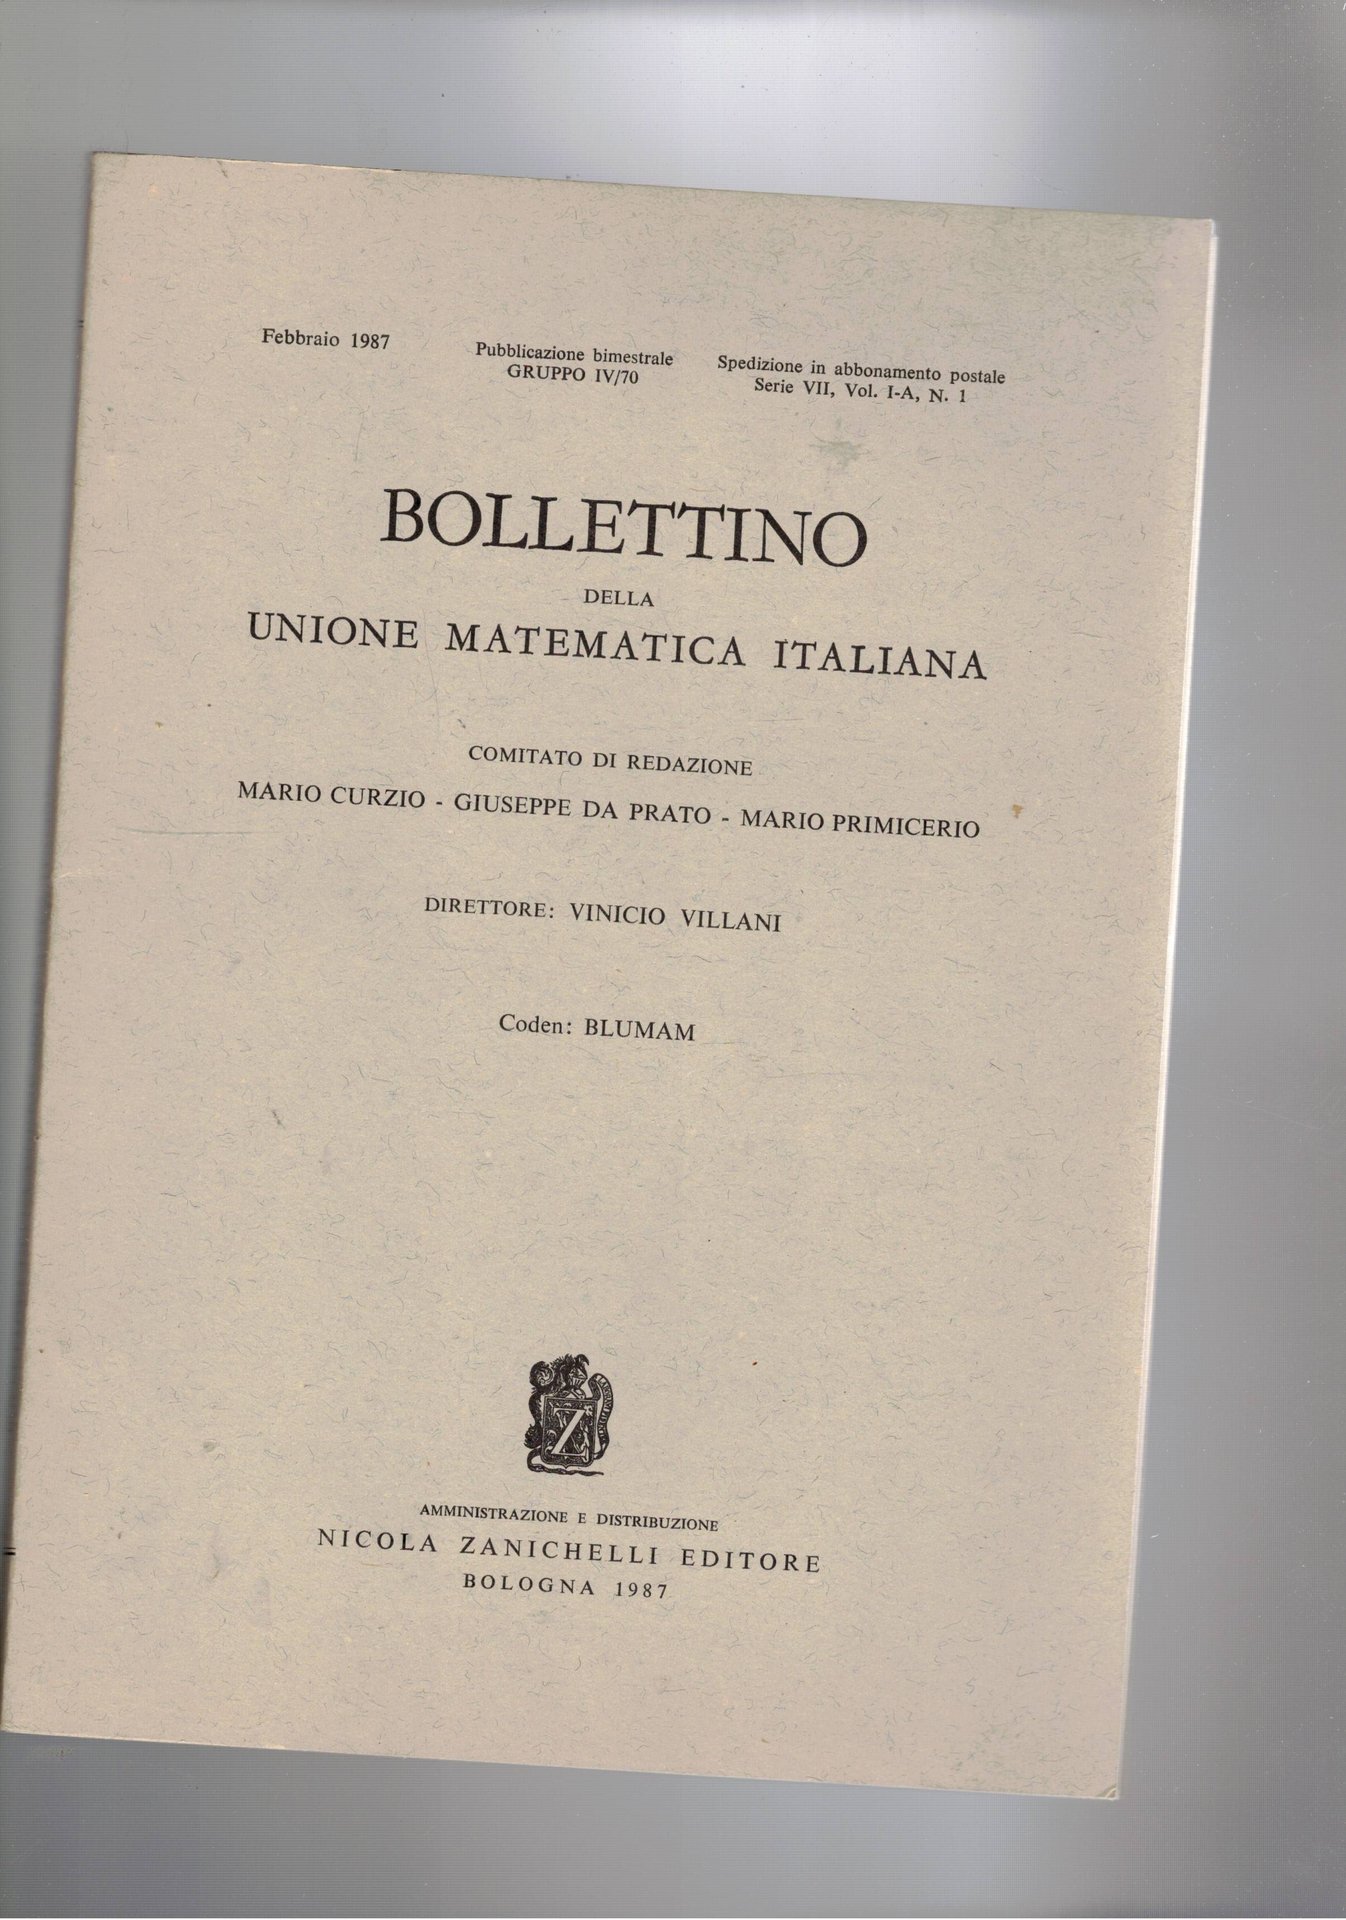 Febbraio 1987
Pubblicazione bimestrale
GRUPPO IV/70
Spedizione in abbonamento postale
Serie VII, Vol. I-A, N. 1
BOLLETTINO
DELLA
UNIONE MATEMATICA ITALIANA
COMITATO DI REDAZIONE
MARIO CURZIO - GIUSEPPE DA PRATO - MARIO PRIMICERIO
DIRETTORE: VINICIO VILLANI
Coden: BLUMAM
Z
AMMINISTRAZIONE E DISTRIBUZIONE
NICOLA ZANICHELLI EDITORE
BOLOGNA 1987